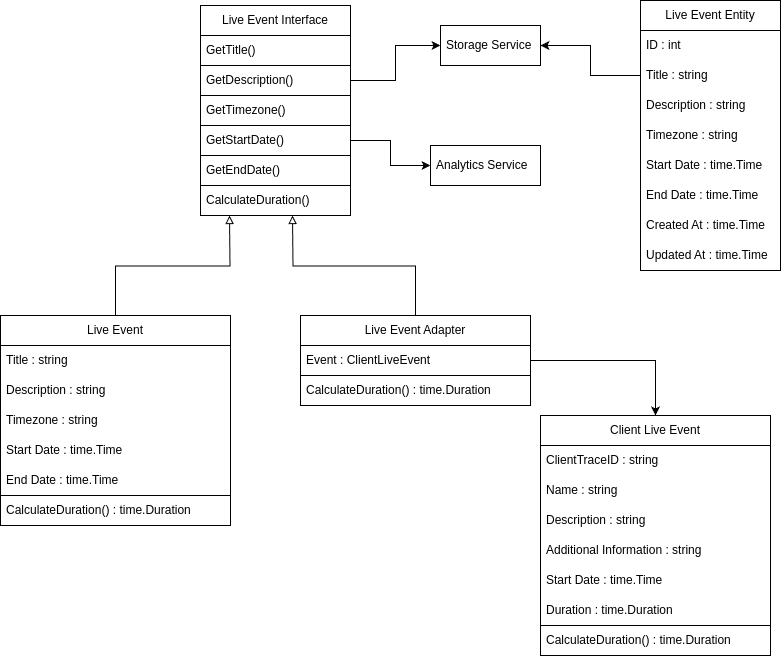 Live Event Interface
GetTitle()
GetDescription()
GetTimezone()
GetStartDate()
GetEndDate()
CalculateDuration()
Storage Service
Analytics Service
Live Event Entity
ID : int
Title : string
Description : string
Timezone : string
Start Date : time.Time
End Date : time.Time
Created At : time.Time
Updated At : time.Time
Live Event
Title : string
Description : string
Timezone : string
Start Date : time.Time
End Date : time.Time
CalculateDuration() : time.Duration
Live Event Adapter
Event : ClientLiveEvent
CalculateDuration() : time.Duration
Client Live Event
ClientTraceID : string
Name : string
Description : string
Additional Information : string
Start Date : time.Time
Duration : time.Duration
CalculateDuration() : time.Duration